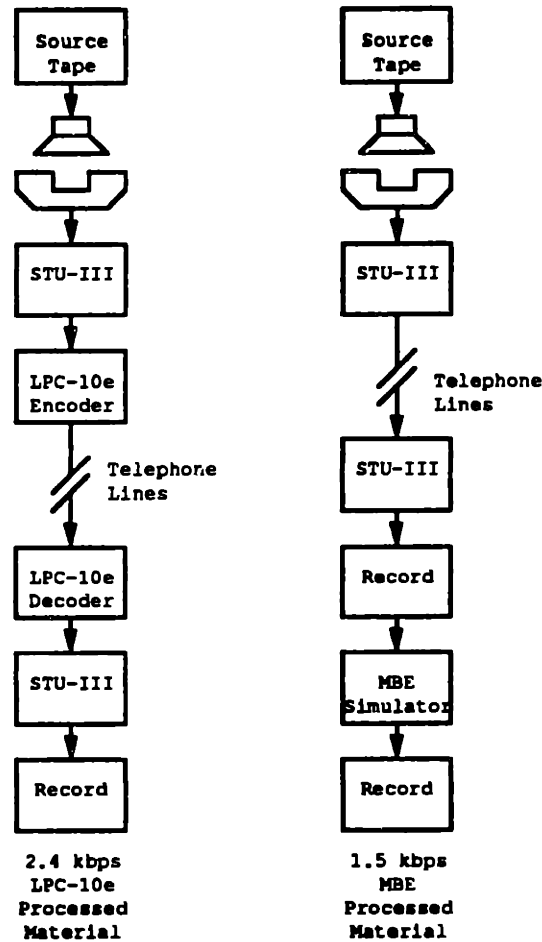 Source
Tape
STU-III
LPC-10e
Encoder
Telephone
Lines
LPC-10e
Decoder
STU-III
Record
2.4 kbps
LPC-10e
Processed
Material
Source
Tape
STU-III
Telephone
Lines
STU-III
Record
MBE
Simulator
Record
1.5 kbps
MBE
Processed
Material